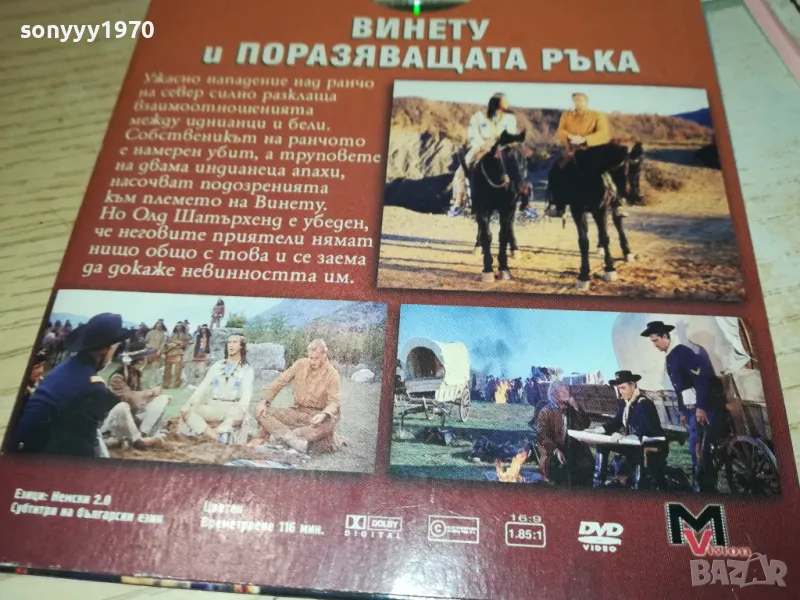 sonyyy1970
ВИНЕТУ
и ПОРАЗЯВАЩАТА РЪКА
Ужасно нападение над ранчо
на север силно разклаща
взаимоотношенията
между иднианци и бели.
Собственикът на ранчото
е намерен убит, а труповете
на двама индианеца апахи,
насочват подозренията
към племето на Винету.
Но Олд Шатърхенд е убеден,
че неговите приятели нямат
нищо общо с това и се заема
да докаже невинността им.
Езици: Немски 2.0
Субтитри на български език
Цветен
Времетраене 116 мин.
DOLBY
DIGITAL
C
16:9
1.85:1
DVD
VIDEO
M
Vision
BAZAR